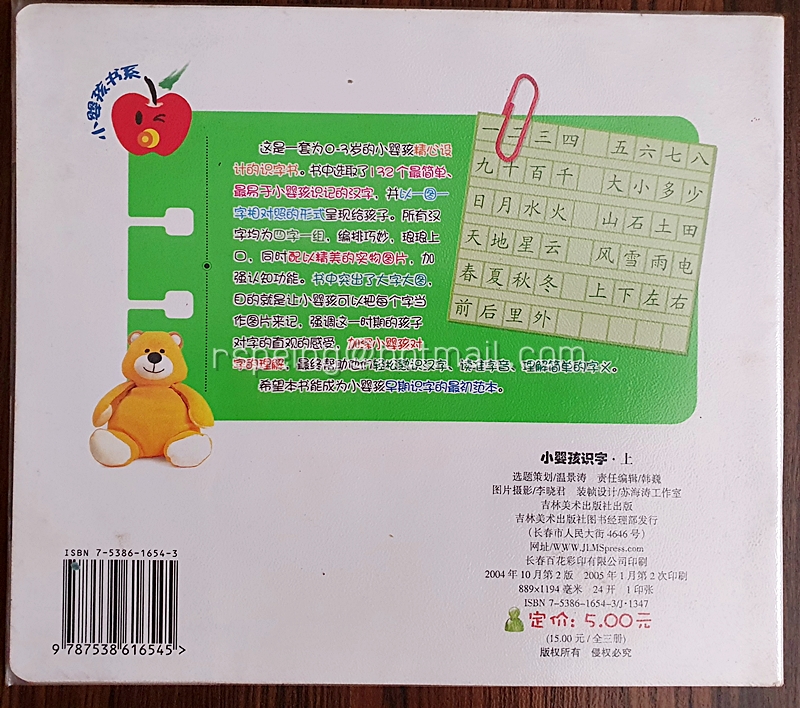 小婴孩书系
这是一套为0-3岁的小婴孩精心设
计的识字书。书中选取了132个最简单、
最易于小婴孩识记的汉字，并以一图一
字相对照的形式呈现给孩子。所有汉
字均为四字一组，编排巧妙，琅琅上
口，同时配以精美的实物图片，加
强认知功能。书中突出了大字大图，
目的就是让小婴孩可以把每个字当
作图片来记，强调这一时期的孩子
对字的直观的感受，加深小婴孩对
字的理解，最终帮助他们轻松认识汉字、读准字音、理解简单的字义。
希望本书能成为小婴孩早期识字的最初范本。
一二三四 五六七八
九十百千 大小多少
日月水火 山石土田
天地星云 风雪雨电
春夏秋冬 上下左右
前后里外
rspeing@hotmail.com
小婴孩识字·上
选题策划/温景涛 责任编辑/韩巍
图片摄影/李晓君 装帧设计/苏海涛工作室
吉林美术出版社出版
吉林美术出版社图书经理部发行
（长春市人民大街4646号）
网址/WWW.JLMSpress.com
长春百花彩印有限公司印刷
2004年10月第2版 2005年1月第2次印刷
889×1194毫米 24开 1印张
ISBN 7-5386-1654-3/J·1347
定价：5.00元
(15.00元/全三册)
版权所有 侵权必究
ISBN 7-5386-1654-3
9 787538 616545 >